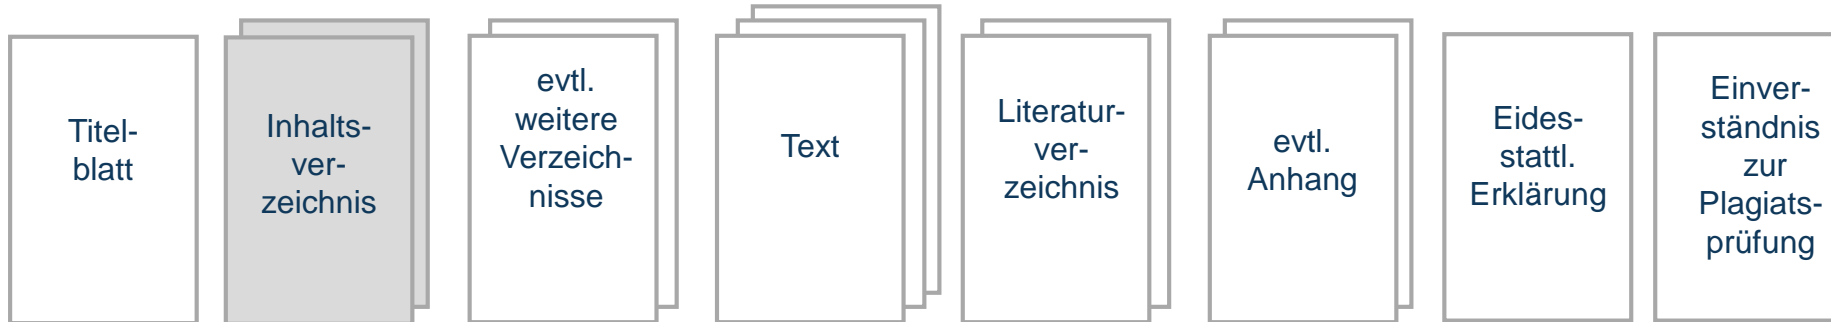 Titel-
blatt
Inhalts-
ver-
zeichnis
evtl.
weitere
Verzeich-
nisse
Text
Literatur-
ver-
zeichnis
evtl.
Anhang
Eides-
stattl.
Erklärung
Einver-
ständnis
zur
Plagiats-
prüfung